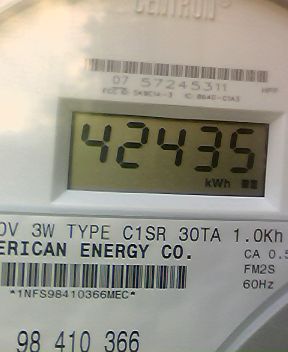 CENTRON®
07 57245311
42435
kWh
0V 3W TYPE C1SR 30TA 1.0Kh
ERICAN ENERGY CO.
CA 0.5
FM2S
*1NFS98410366MEC*
60Hz
98 410 366